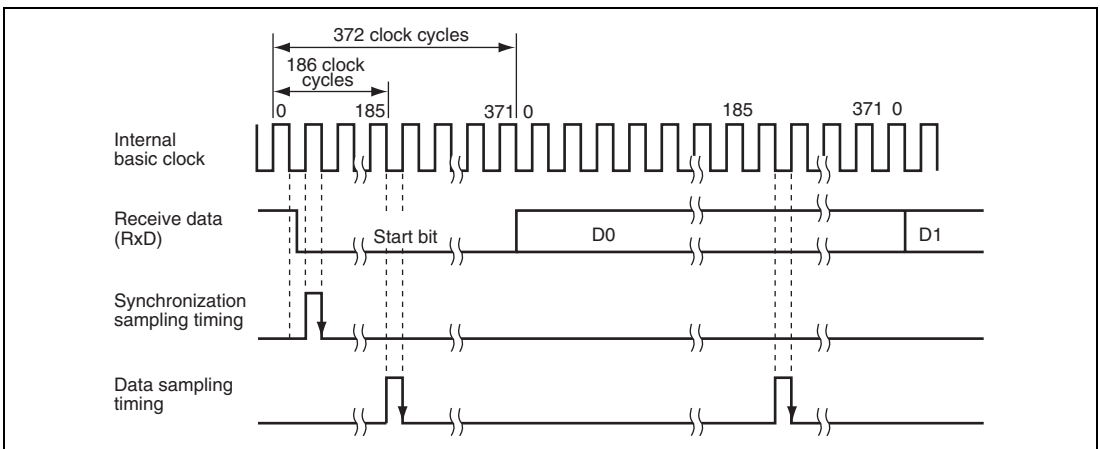 372 clock cycles
186 clock
cycles
0 185 371 0 185 371 0
Internal
basic clock
Receive data
(RxD)
Start bit D0 D1
Synchronization
sampling timing
Data sampling
timing